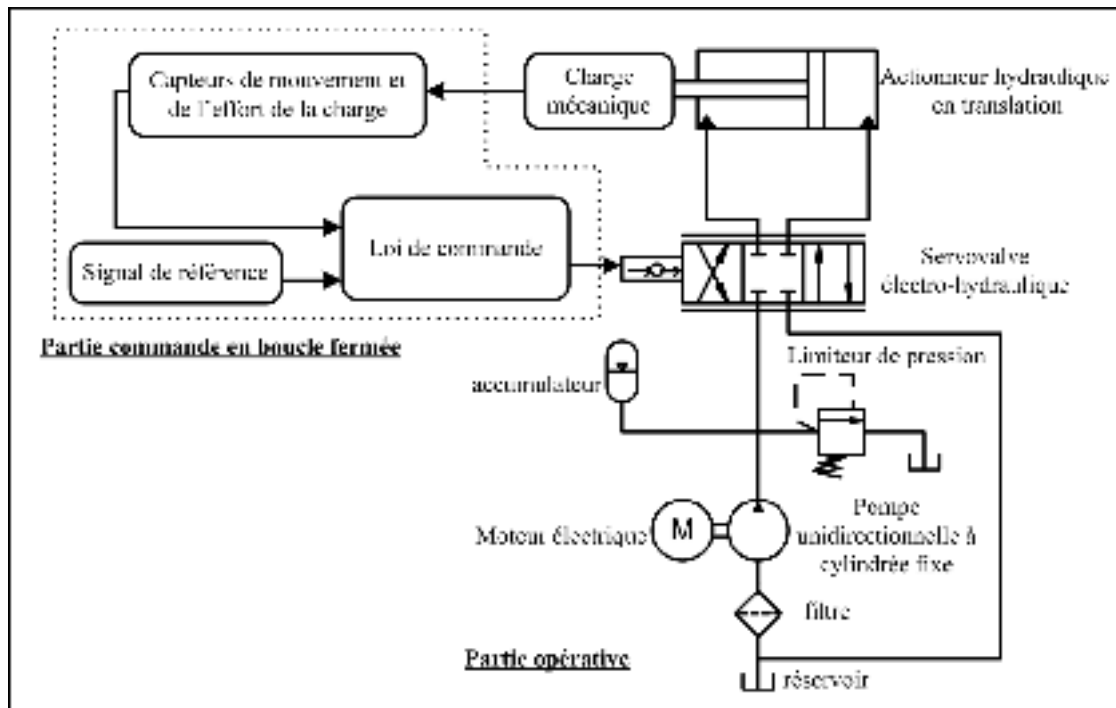 Capteurs de mouvement et
de l'effort de la charge
Charge
mécanique
Actionneur hydraulique
en translation
Loi de commande
Signal de référence
Servovalve
électro-hydraulique
Partie commande en boucle fermée
Limiteur de pression
accumulateur
Moteur électrique
M
Pompe
unidirectionnelle à
cylindrée fixe
filtre
Partie opérative
réservoir